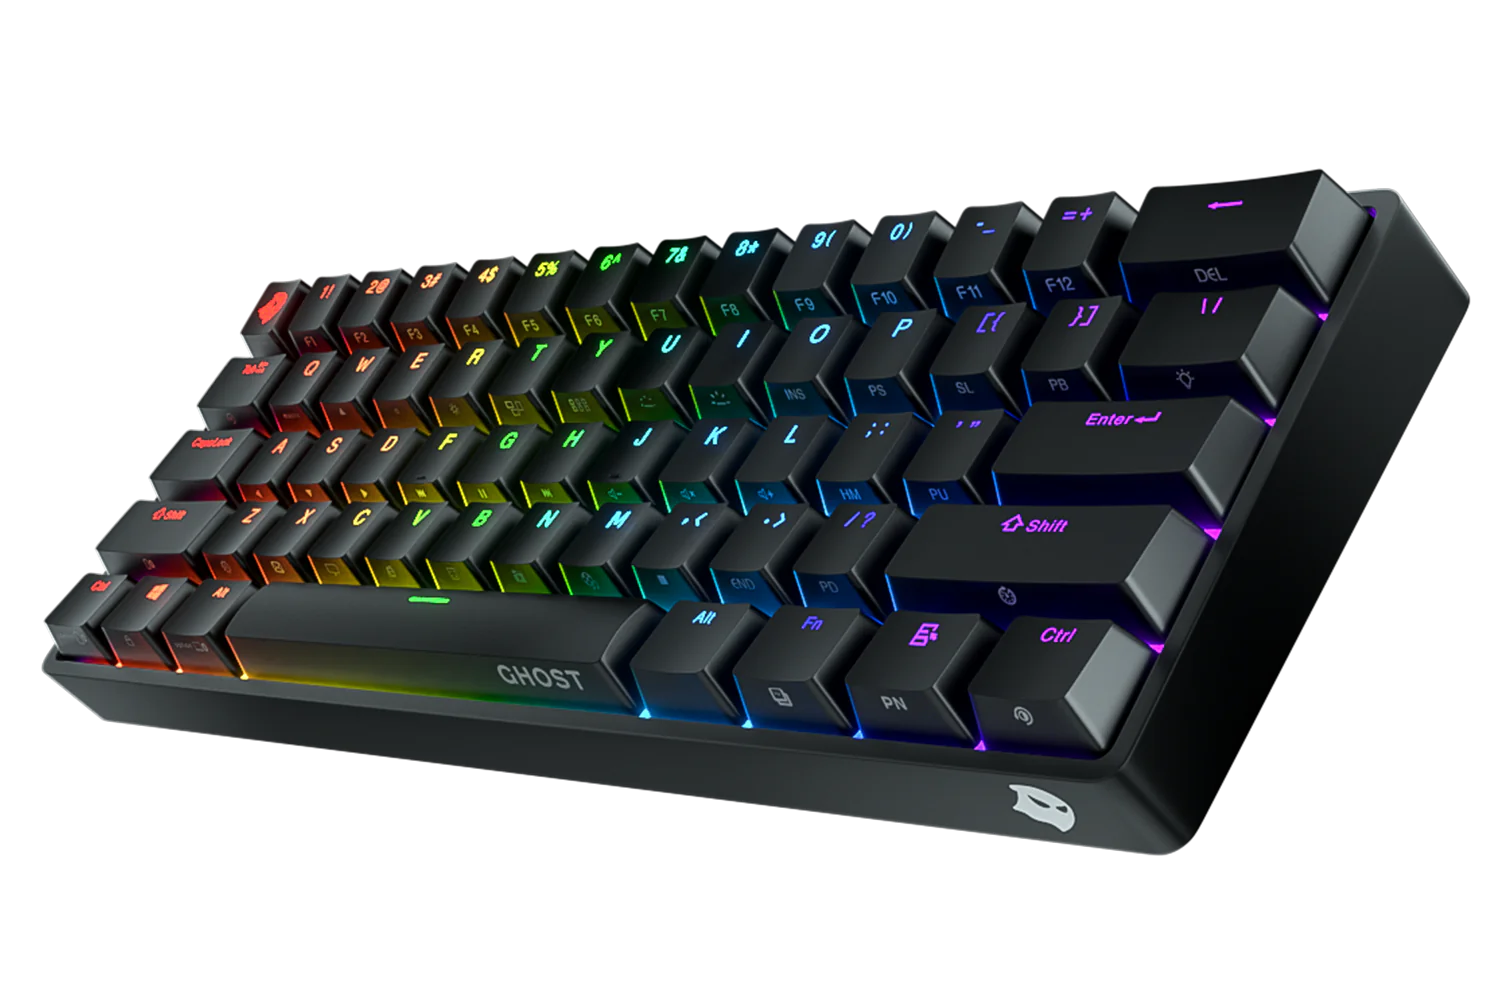 1! 2@ 3# 4$ 5% 6^ 7& 8* 9( 0) -_ =+ ←
F1 F2 F3 F4 F5 F6 F7 F8 F9 F10 F11 F12 DEL
Q W E R T Y U I O P [{ }] \/
INS PS SL PB
CapsLock A S D F G H J K L ;: '" Enter
HM PU
Shift Z X C V B N M ,< .> /? Shift
END PD
Ctrl Alt Alt Fn Ctrl
GHOST PN